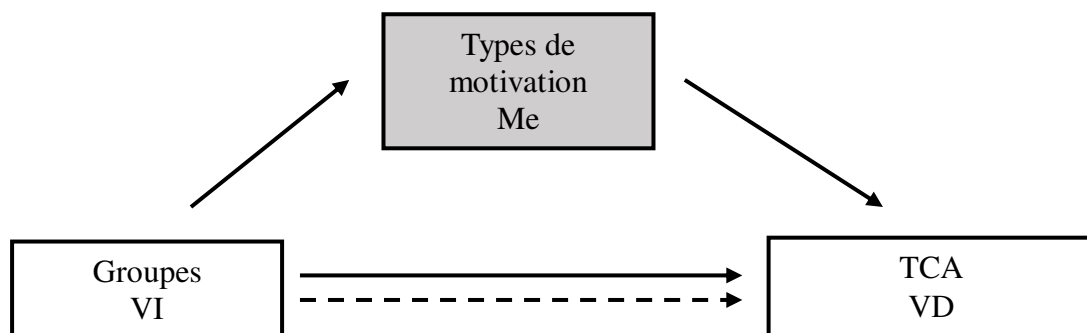 Types de
motivation
Me
Groupes
VI
TCA
VD